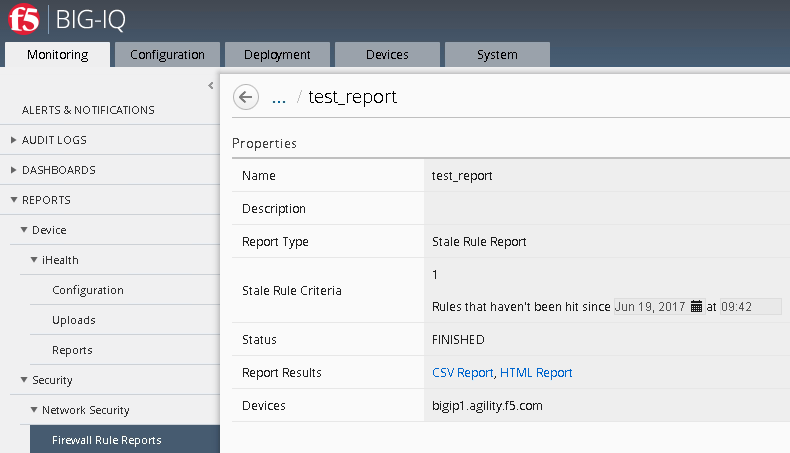 f5 BIG-IQ
Monitoring Configuration Deployment Devices System
ALERTS & NOTIFICATIONS
AUDIT LOGS
DASHBOARDS
REPORTS
Device
iHealth
Configuration
Uploads
Reports
Security
Network Security
Firewall Rule Reports
... / test_report
Properties
Name test_report
Description
Report Type Stale Rule Report
Stale Rule Criteria 1
Rules that haven't been hit since Jun 19, 2017 at 09:42
Status FINISHED
Report Results CSV Report, HTML Report
Devices bigip1.agility.f5.com